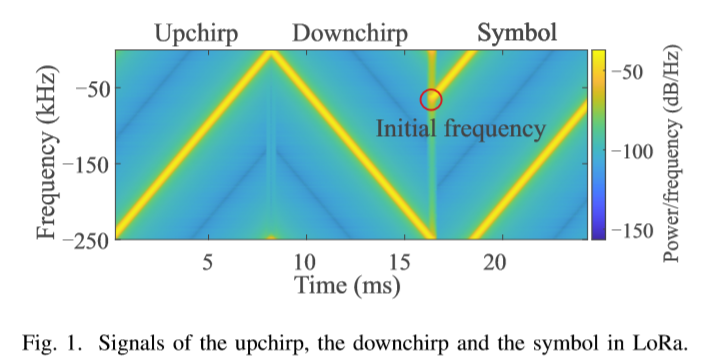 Upchirp Downchirp Symbol
Frequency (kHz)
−50
−150
−250
Initial frequency
5 10 15 20
Time (ms)
−50
−100
−150
Power/frequency (dB/Hz)
Fig. 1. Signals of the upchirp, the downchirp and the symbol in LoRa.